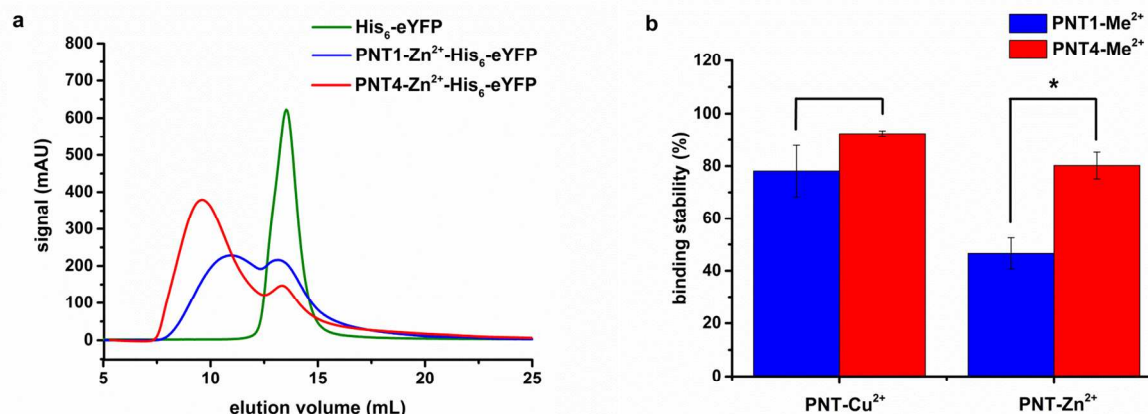 a
His₆-eYFP
PNT1-Zn²⁺-His₆-eYFP
PNT4-Zn²⁺-His₆-eYFP
signal (mAU)
800
700
600
500
400
300
200
100
0
5 10 15 20 25
elution volume (mL)
b
PNT1-Me²⁺
PNT4-Me²⁺
binding stability (%)
120
100
80
60
40
20
0
*
PNT-Cu²⁺ PNT-Zn²⁺